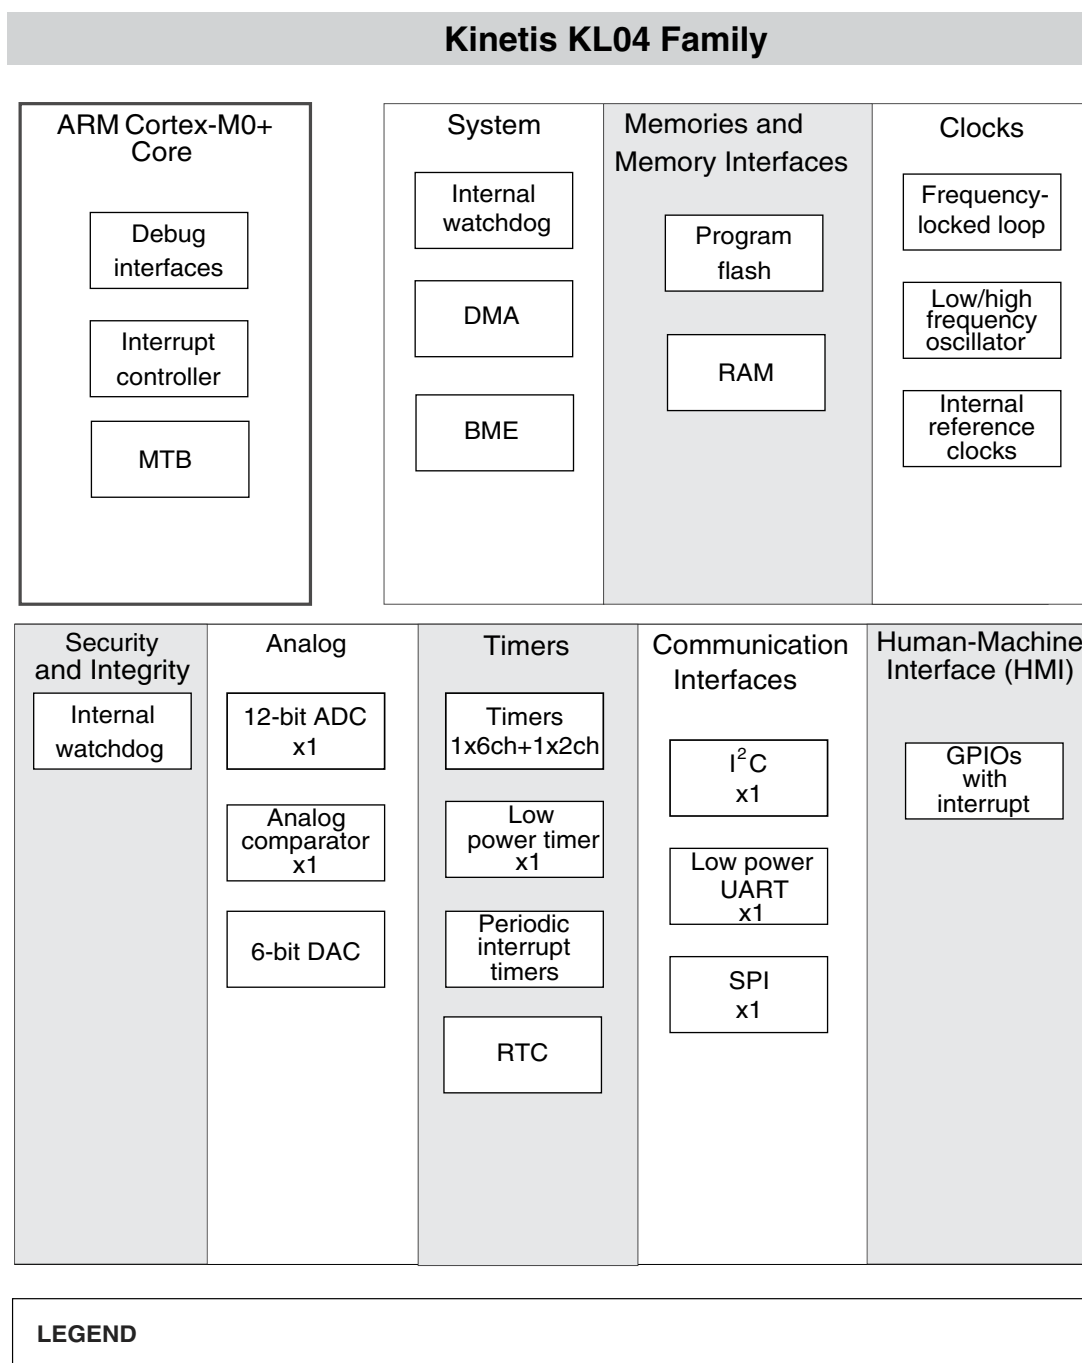 Kinetis KL04 Family
ARM Cortex-M0+
Core
Debug
interfaces
Interrupt
controller
MTB
System
Internal
watchdog
DMA
BME
Memories and
Memory Interfaces
Program
flash
RAM
Clocks
Frequency-
locked loop
Low/high
frequency
oscillator
Internal
reference
clocks
Security
and Integrity
Internal
watchdog
Analog
12-bit ADC
x1
Analog
comparator
x1
6-bit DAC
Timers
Timers
1x6ch+1x2ch
Low
power timer
x1
Periodic
interrupt
timers
RTC
Communication
Interfaces
I²C
x1
Low power
UART
x1
SPI
x1
Human-Machine
Interface (HMI)
GPIOs
with
interrupt
LEGEND